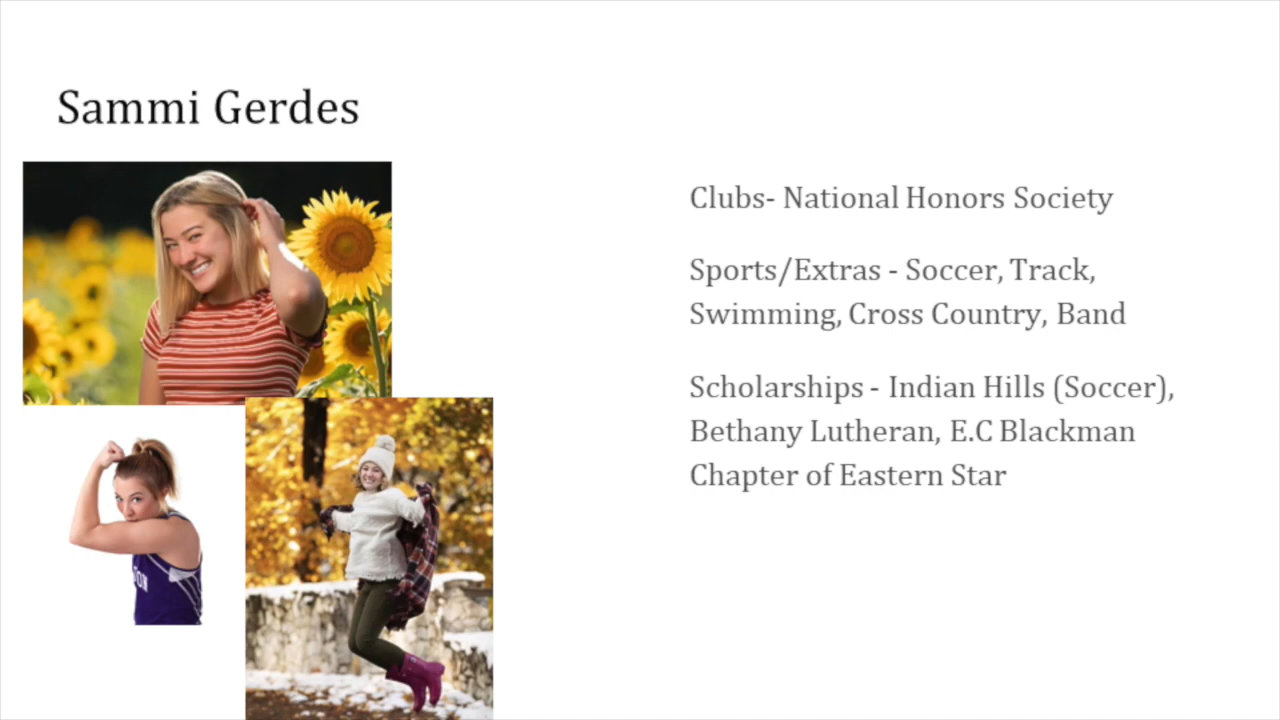 Sammi Gerdes
Clubs- National Honors Society
Sports/Extras - Soccer, Track,
Swimming, Cross Country, Band
Scholarships - Indian Hills (Soccer),
Bethany Lutheran, E.C Blackman
Chapter of Eastern Star